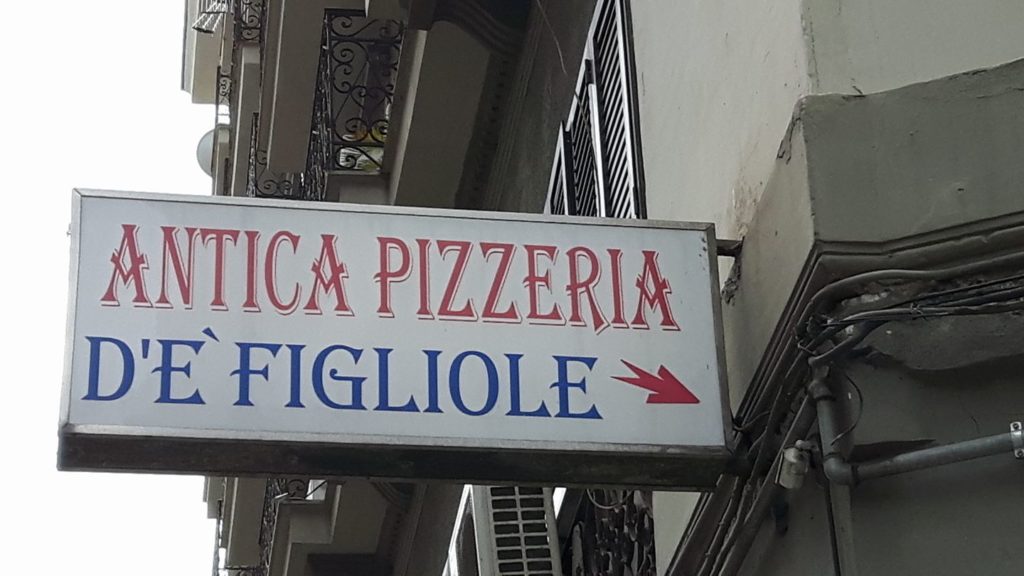 ANTICA PIZZERIA
D'E` FIGLIOLE